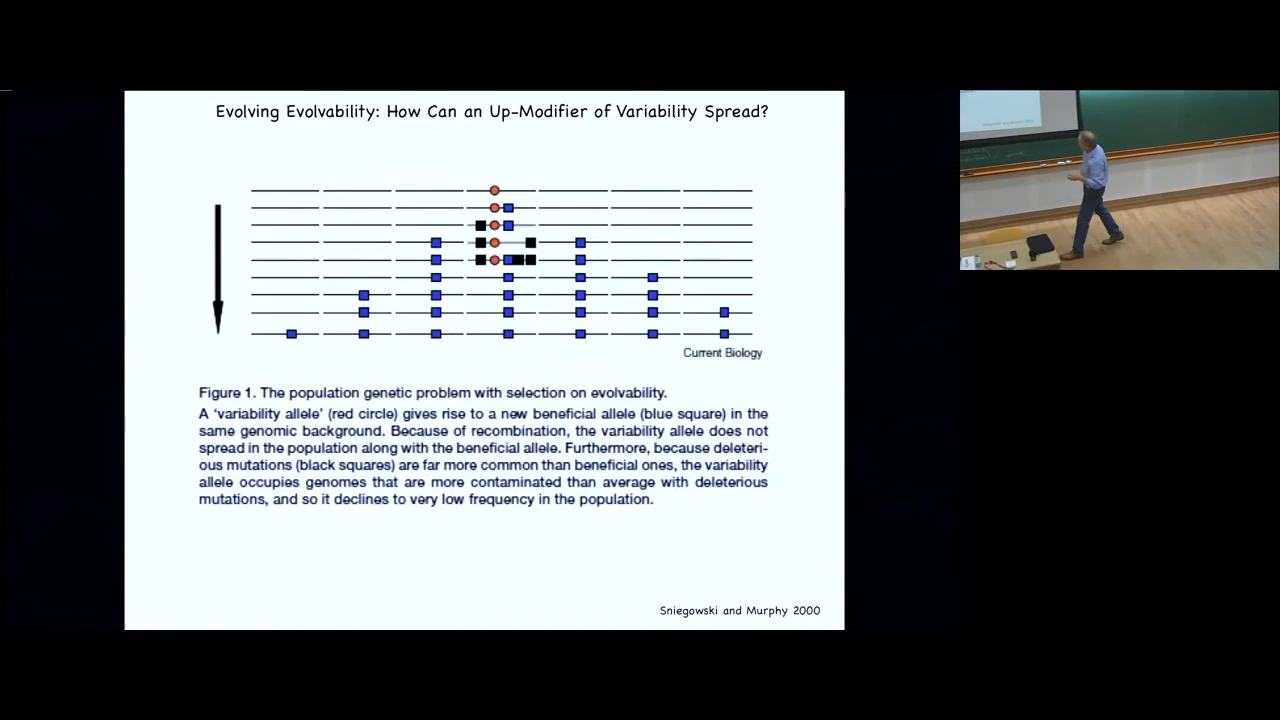 Evolving Evolvability: How Can an Up-Modifier of Variability Spread?
Current Biology
Figure 1. The population genetic problem with selection on evolvability.
A ‘variability allele’ (red circle) gives rise to a new beneficial allele (blue square) in the
same genomic background. Because of recombination, the variability allele does not
spread in the population along with the beneficial allele. Furthermore, because deleteri-
ous mutations (black squares) are far more common than beneficial ones, the variability
allele occupies genomes that are more contaminated than average with deleterious
mutations, and so it declines to very low frequency in the population.
Sniegowski and Murphy 2000